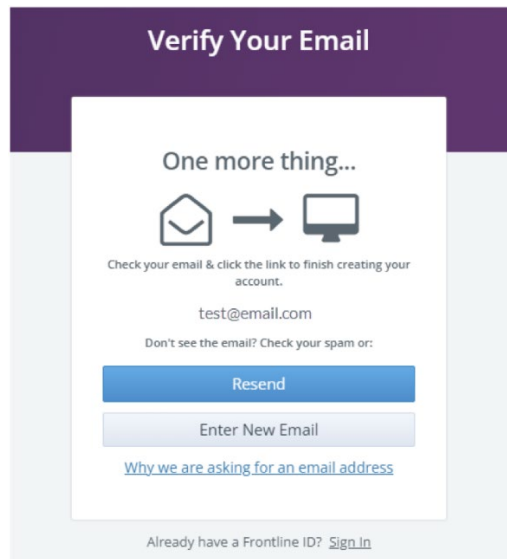 Verify Your Email
One more thing...
Check your email & click the link to finish creating your
account.
test@email.com
Don't see the email? Check your spam or:
Resend
Enter New Email
Why we are asking for an email address
Already have a Frontline ID? Sign In